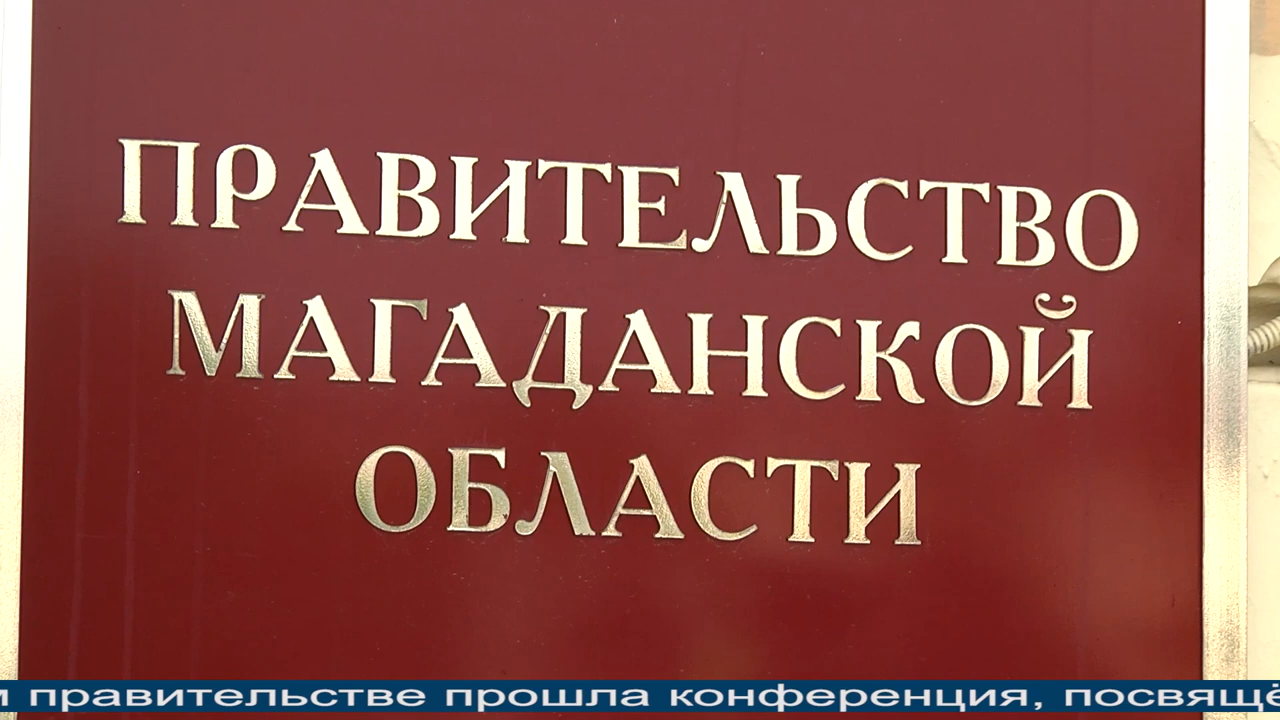 ПРАВИТЕЛЬСТВО
МАГАДАНСКОЙ
ОБЛАСТИ
правительстве прошла конференция,